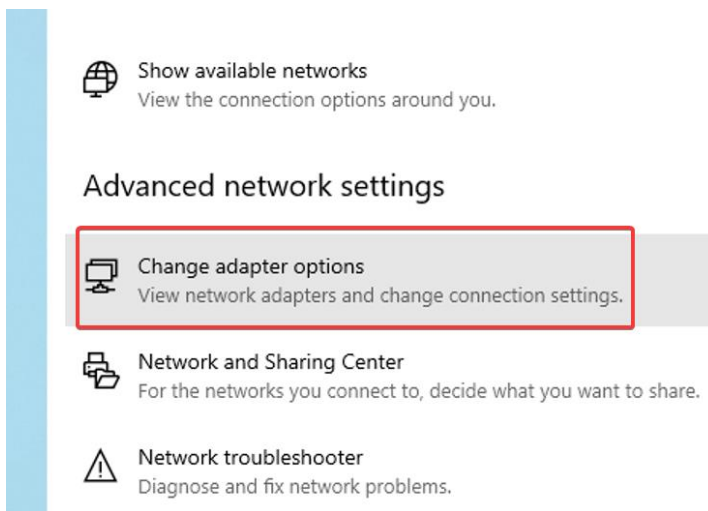 Show available networks
View the connection options around you.
Advanced network settings
Change adapter options
View network adapters and change connection settings.
Network and Sharing Center
For the networks you connect to, decide what you want to share.
Network troubleshooter
Diagnose and fix network problems.